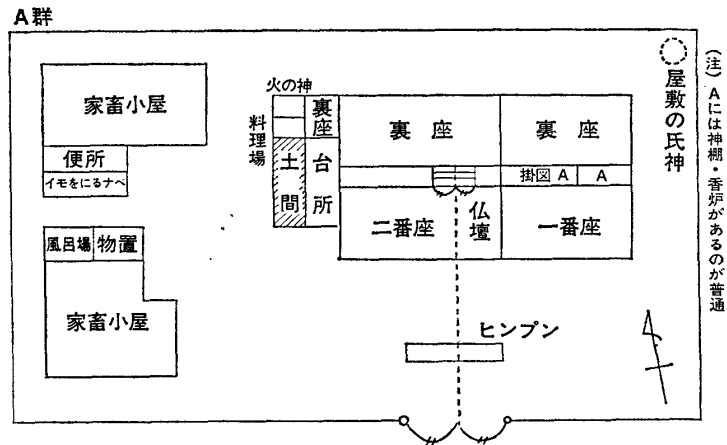 A群
家畜小屋
便所
イモをにるナベ
風呂場
物置
家畜小屋
火の神
料理場
裏座
土間
台所
裏座
裏座
掛図 A
A
二番座
仏壇
一番座
ヒンプン
屋敷の氏神
(注) Aには神棚・香炉があるのが普通